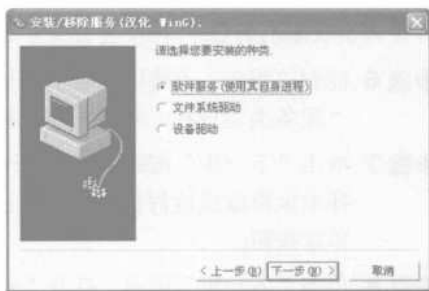 安装/移除服务(汉化 WinG).
请选择您要安装的种类.
软件服务(使用其自身进程)
文件系统驱动
设备驱动
<上一步(B) 下一步(N)> 取消